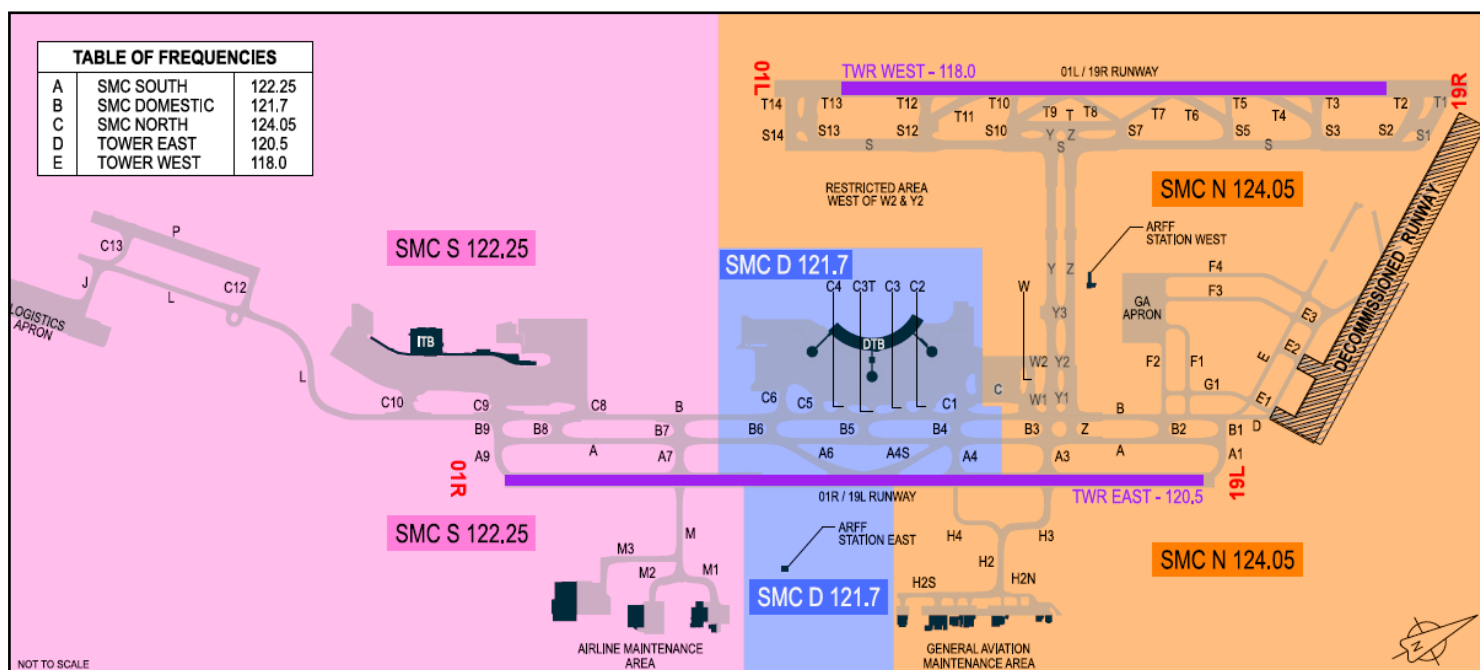 TABLE OF FREQUENCIES
A SMC SOUTH 122.25
B SMC DOMESTIC 121.7
C SMC NORTH 124.05
D TOWER EAST 120.5
E TOWER WEST 118.0
01L
TWR WEST - 118.0
01L / 19R RUNWAY
19R
T14 T13 T12 T11 T10 T9 T T8 T7 T6 T5 T4 T3 T2 T1
S14 S13 S12 S10 Y Z S7 S5 S3 S2 S1
S S S
RESTRICTED AREA
WEST OF W2 & Y2
SMC N 124.05
DECOMMISSIONED RUNWAY
P
C13
SMC S 122.25
ARFF
STATION WEST
SMC D 121.7
J
L
C12
C4 C3T C3 C2
W
Y Z
F4
F3
GA
APRON
LOGISTICS
APRON
ITB
DTB
Y3
E3
E2
E
L
W2 Y2
F2 F1
G1
C
C10 C9 C8 B C6 C5 C1 W1 Y1 B E1
B9 B8 B7 B6 B5 B4 B3 Z B2 B1 D
A9 A A7 A6 A4S A4 A3 A A1
01R
19L
01R / 19L RUNWAY
TWR EAST - 120.5
SMC S 122.25
ARFF
STATION EAST
M
H4 H3
H2
SMC N 124.05
M3
M2 M1
H2S H2N
SMC D 121.7
AIRLINE MAINTENANCE
AREA
GENERAL AVIATION
MAINTENANCE AREA
NOT TO SCALE
N